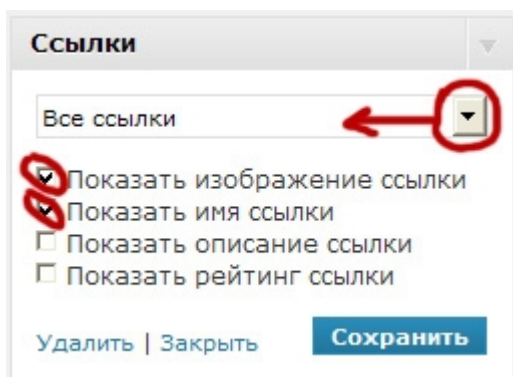 Ссылки
Все ссылки
Показать изображение ссылки
Показать имя ссылки
Показать описание ссылки
Показать рейтинг ссылки
Удалить | Закрыть Сохранить